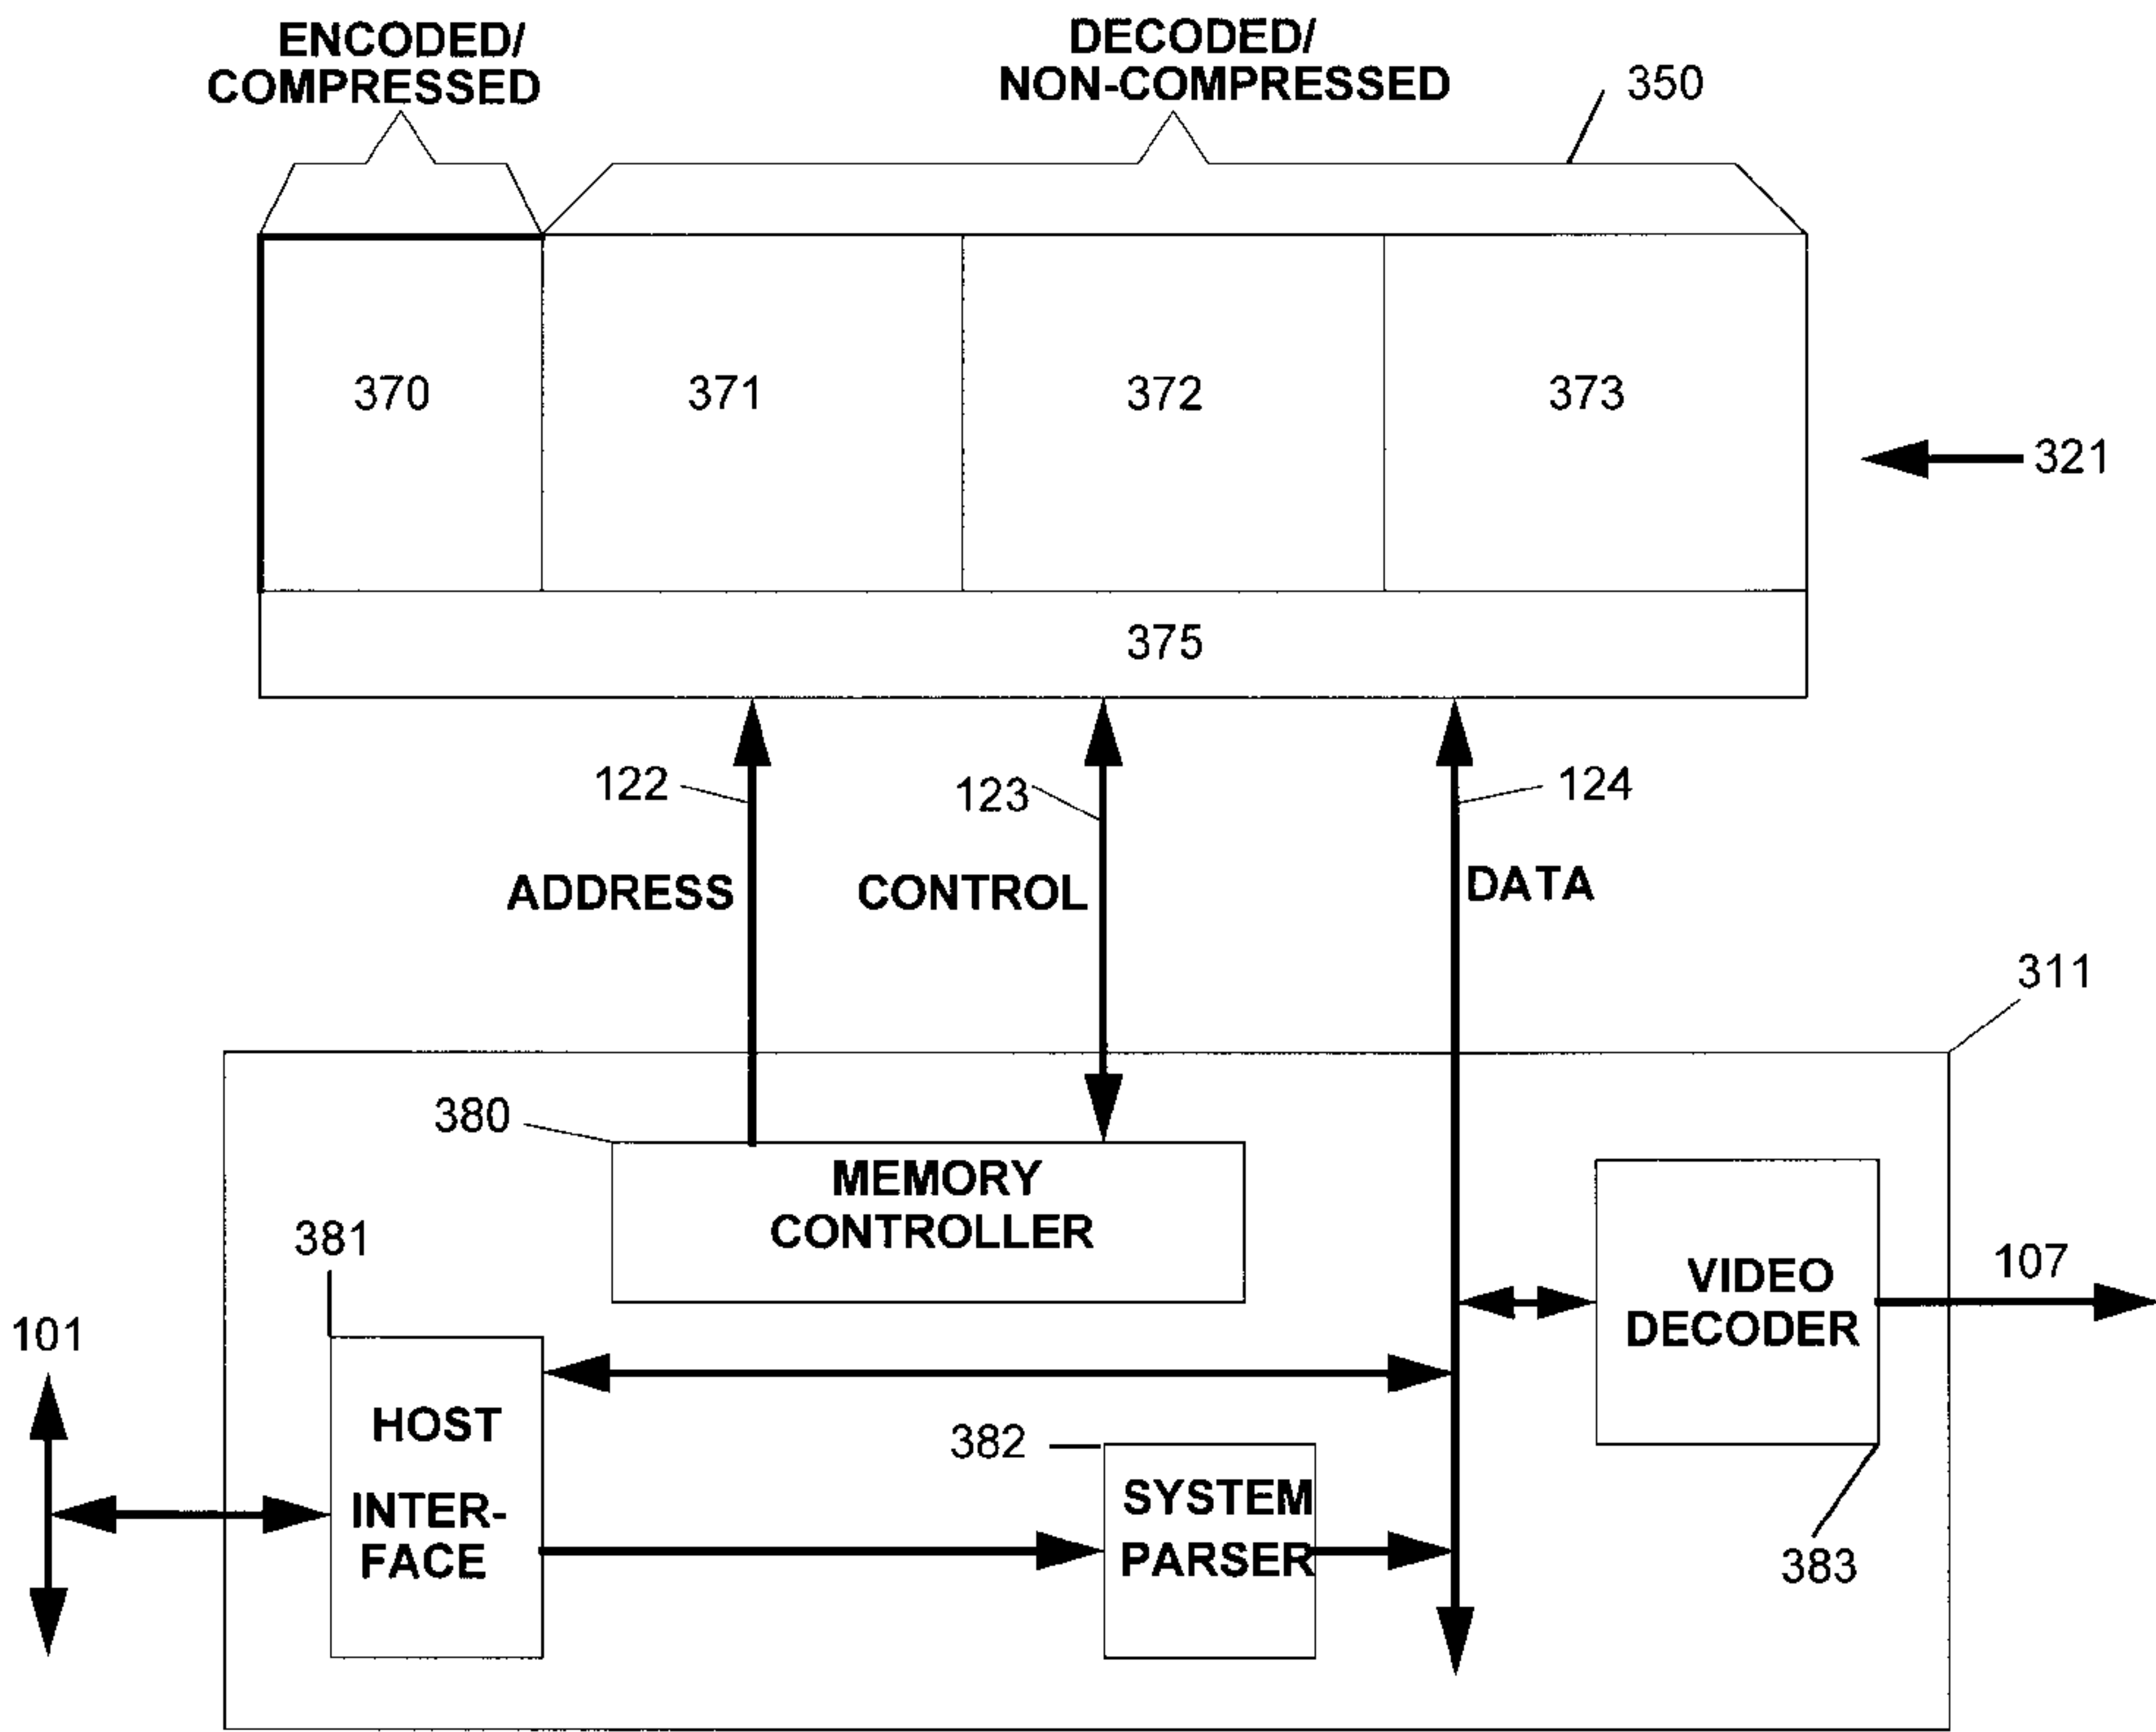 ENCODED/
COMPRESSED
DECODED/
NON-COMPRESSED
350
370
371
372
373
321
375
122
123
124
ADDRESS
CONTROL
DATA
311
380
MEMORY
CONTROLLER
381
VIDEO
DECODER
107
101
HOST
INTER-
FACE
382
SYSTEM
PARSER
383